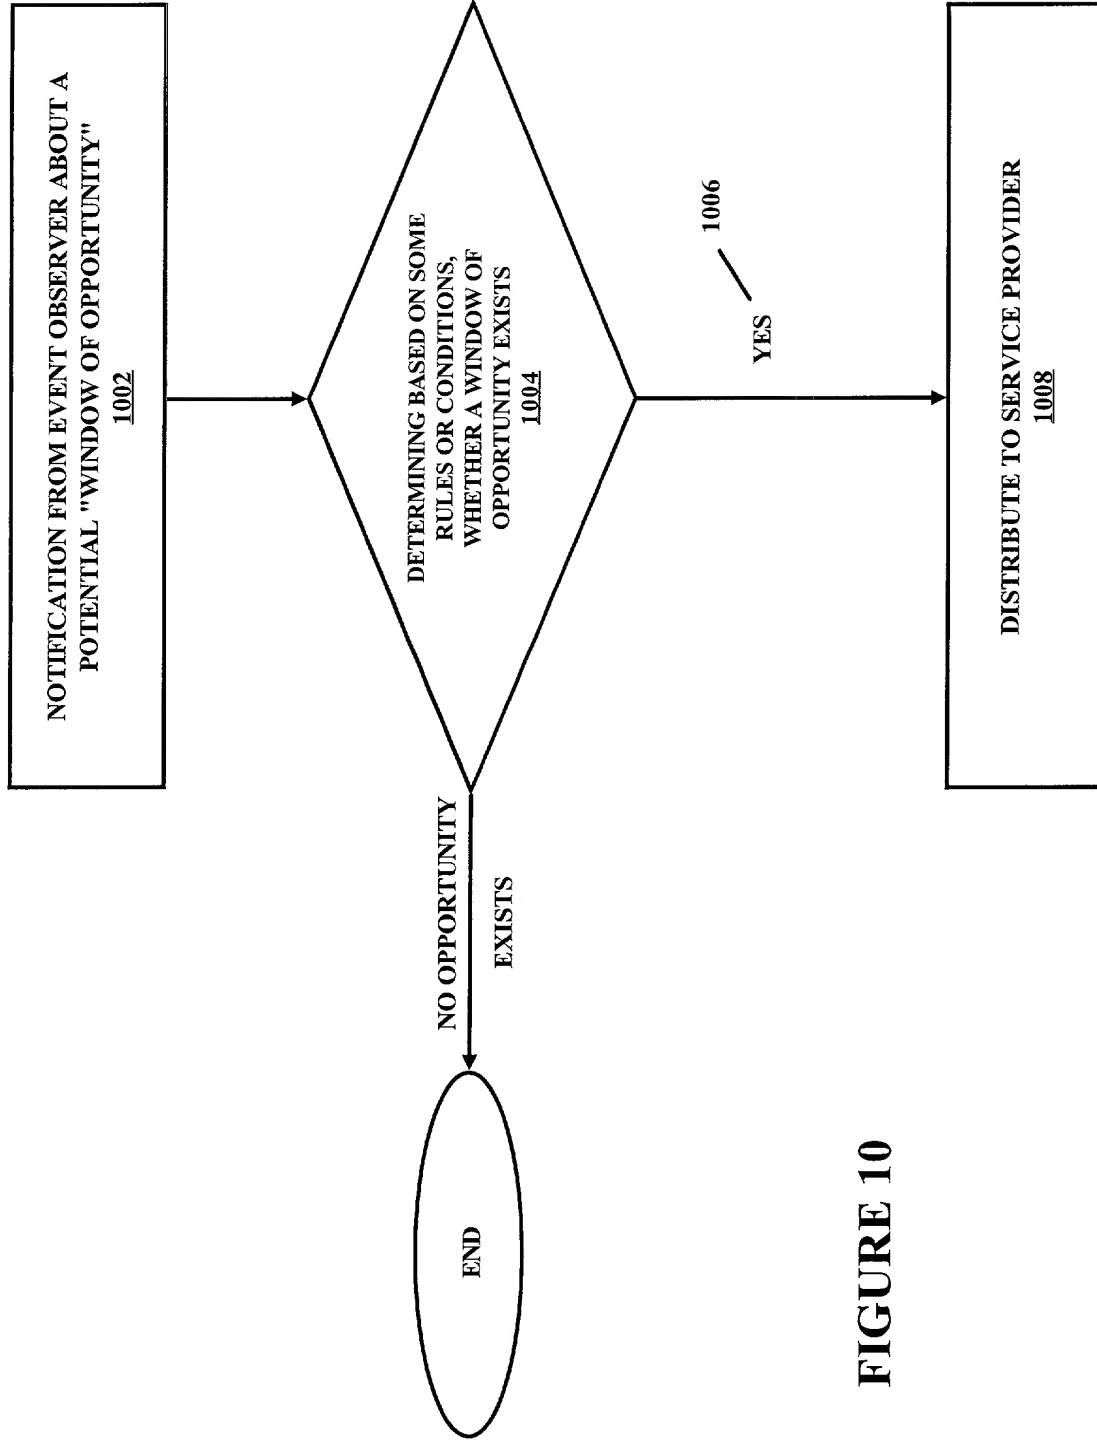 NOTIFICATION FROM EVENT OBSERVER ABOUT A
POTENTIAL "WINDOW OF OPPORTUNITY"
1002
DETERMINING BASED ON SOME
RULES OR CONDITIONS,
WHETHER A WINDOW OF
OPPORTUNITY EXISTS
1004
NO OPPORTUNITY
EXISTS
END
YES
1006
DISTRIBUTE TO SERVICE PROVIDER
1008
FIGURE 10